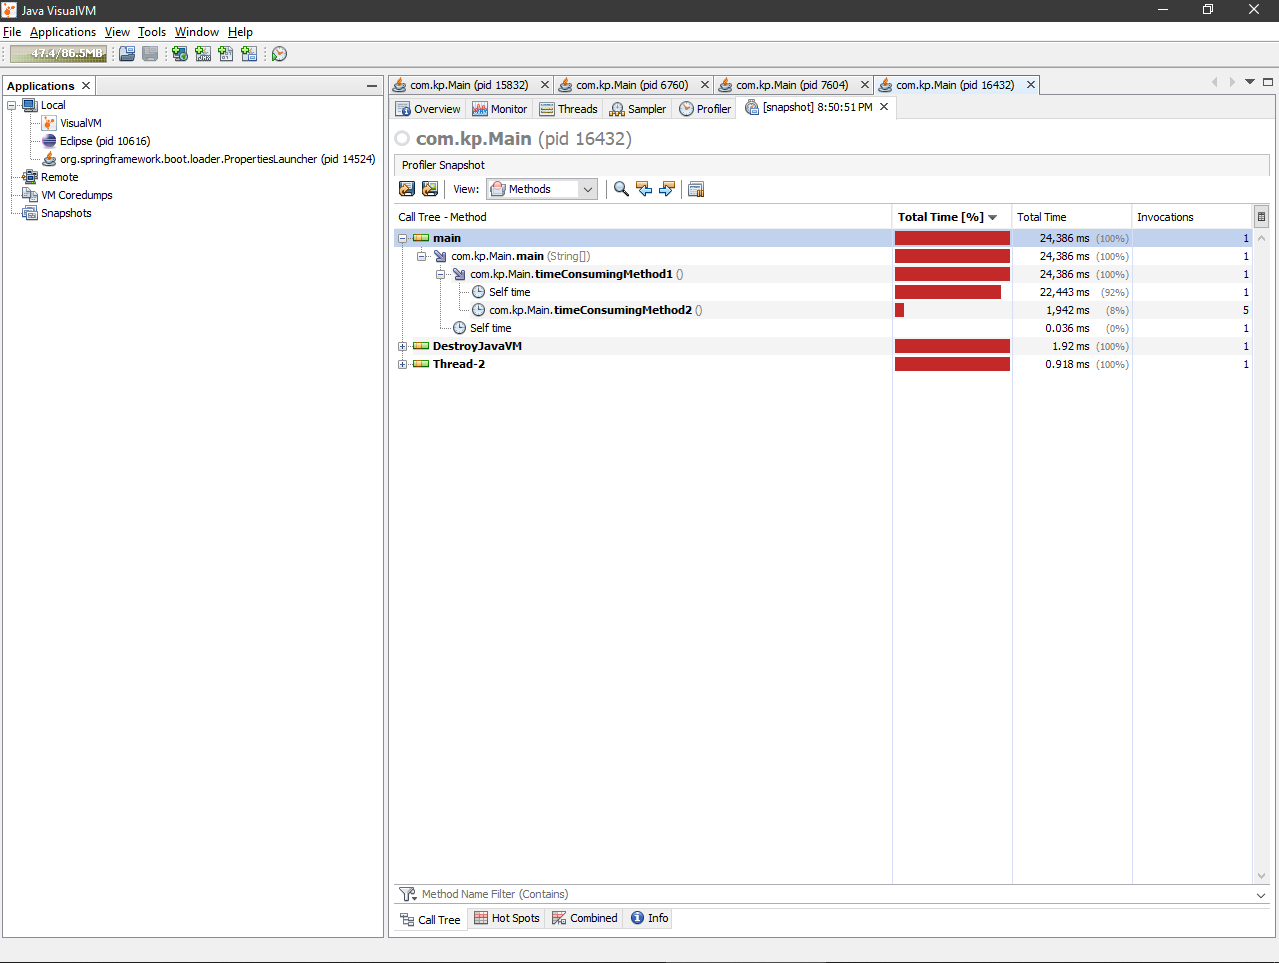 Java VisualVM
File Applications View Tools Window Help
47.4/86.5MB
Applications
Local
VisualVM
Eclipse (pid 10616)
org.springframework.boot.loader.PropertiesLauncher (pid 14524)
Remote
VM Coredumps
Snapshots
com.kp.Main (pid 15832) com.kp.Main (pid 6760) com.kp.Main (pid 7604) com.kp.Main (pid 16432)
Overview Monitor Threads Sampler Profiler [snapshot] 8:50:51 PM
com.kp.Main (pid 16432)
Profiler Snapshot
View: Methods
Call Tree - Method Total Time [%] Total Time Invocations
main 24,386 ms (100%) 1
com.kp.Main.main (String[]) 24,386 ms (100%) 1
com.kp.Main.timeConsumingMethod1 () 24,386 ms (100%) 1
Self time 22,443 ms (92%) 1
com.kp.Main.timeConsumingMethod2 () 1,942 ms (8%) 5
Self time 0.036 ms (0%) 1
DestroyJavaVM 1.92 ms (100%) 1
Thread-2 0.918 ms (100%) 1
Method Name Filter (Contains)
Call Tree Hot Spots Combined Info